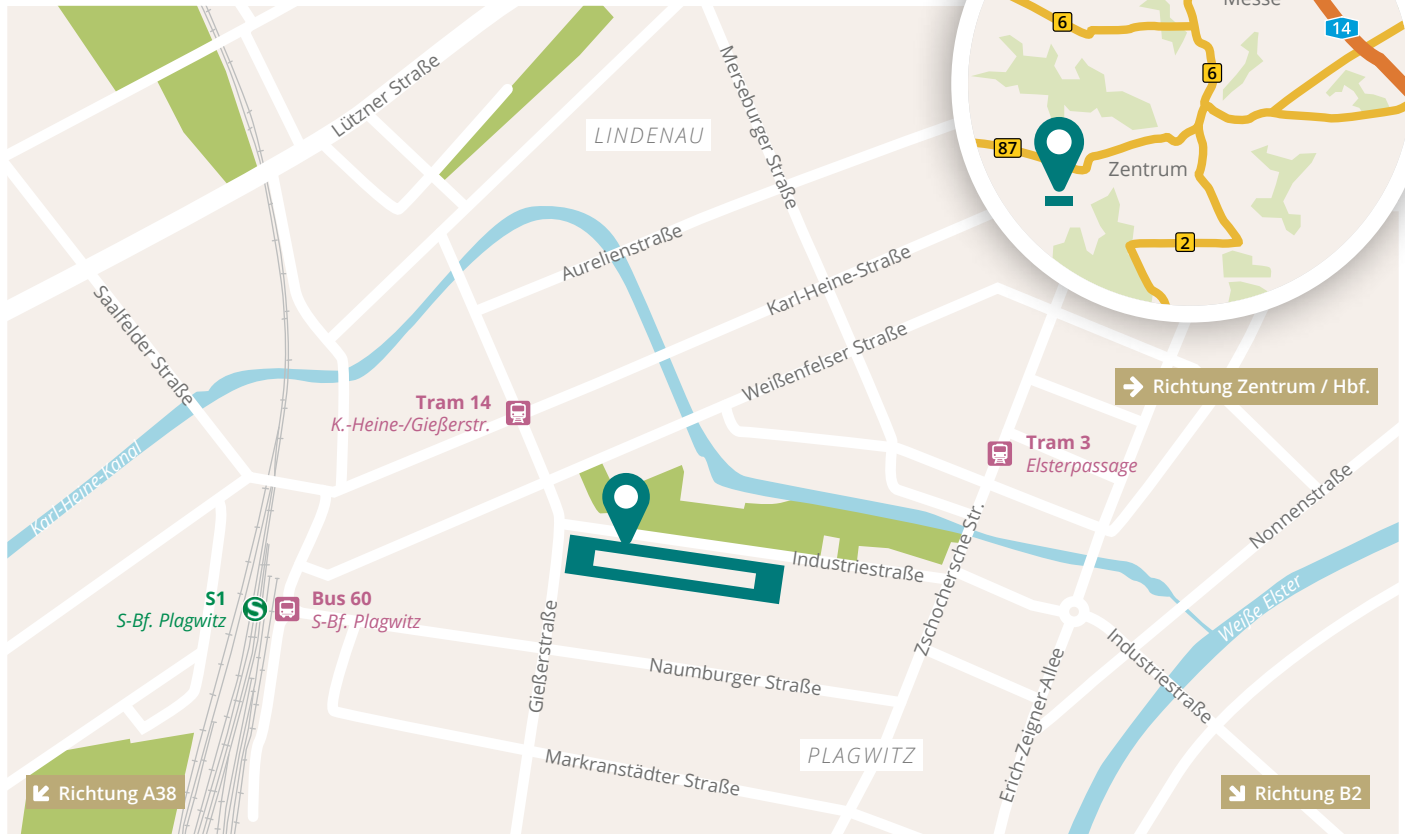 Messe
6
14
6
87
Zentrum
2
Lützner Straße
LINDENAU
Merseburger Straße
Aurelienstraße
Karl-Heine-Straße
Saalfelder Straße
Weißenfelser Straße
Richtung Zentrum / Hbf.
Tram 14
K.-Heine-/Gießerstr.
Tram 3
Elsterpassage
Karl-Heine-Kanal
Nonnenstraße
Industriestraße
Zschochersche Str.
S1
S-Bf. Plagwitz
S
Bus 60
S-Bf. Plagwitz
Weiße Elster
Gießerstraße
Naumburger Straße
Industriestraße
Erich-Zeigner-Allee
PLAGWITZ
Markranstädter Straße
Richtung A38
Richtung B2